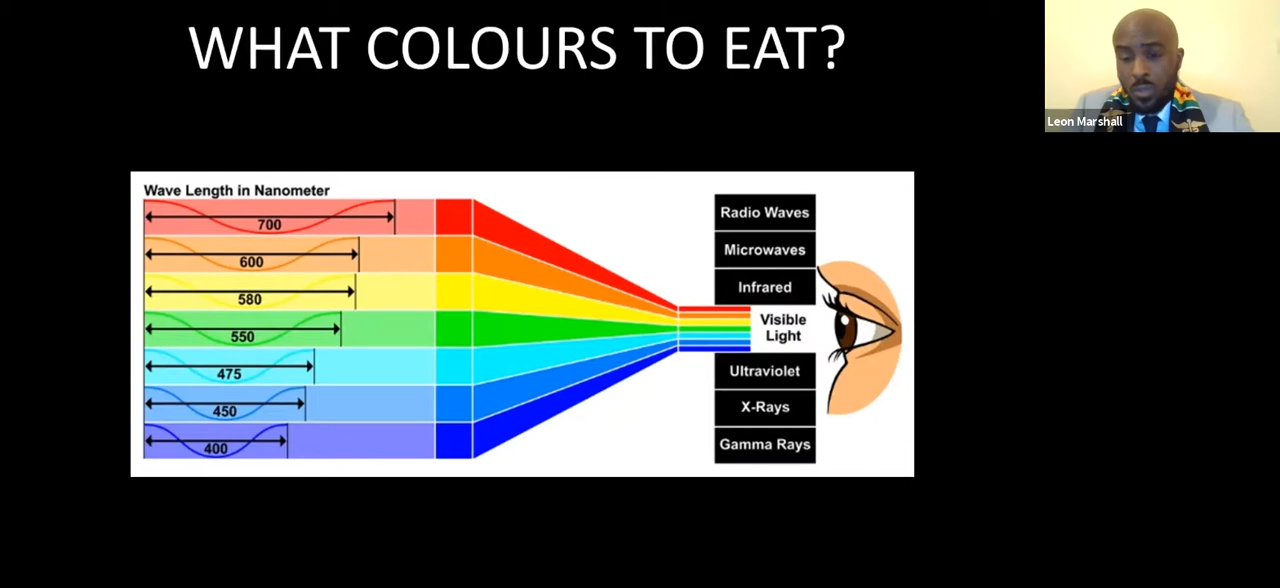 WHAT COLOURS TO EAT?
Leon Marshall
Wave Length in Nanometer
700
600
580
550
475
450
400
Radio Waves
Microwaves
Infrared
Visible
Light
Ultraviolet
X-Rays
Gamma Rays